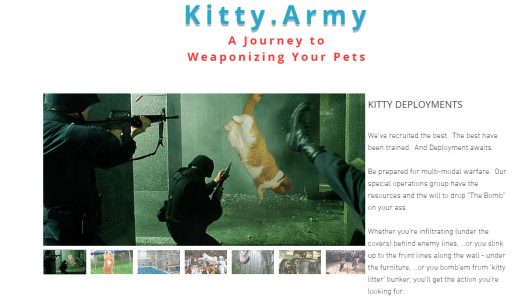 Kitty.Army
A Journey to
Weaponizing Your Pets
KITTY DEPLOYMENTS
We've recruited the best. The best have
been trained. And Deployment awaits.
Be prepared for multi-modal warfare. Our
special operations group have the
resources and the will to drop "The Bomb"
on your ass.
Whether you're infiltrating (under the
covers) behind enemy lines, ...or you slink
up to the front lines along the wall - under
the furniture, ...or you bomb'em from 'kitty
litter' bunker, you'll get the action you're
looking for.